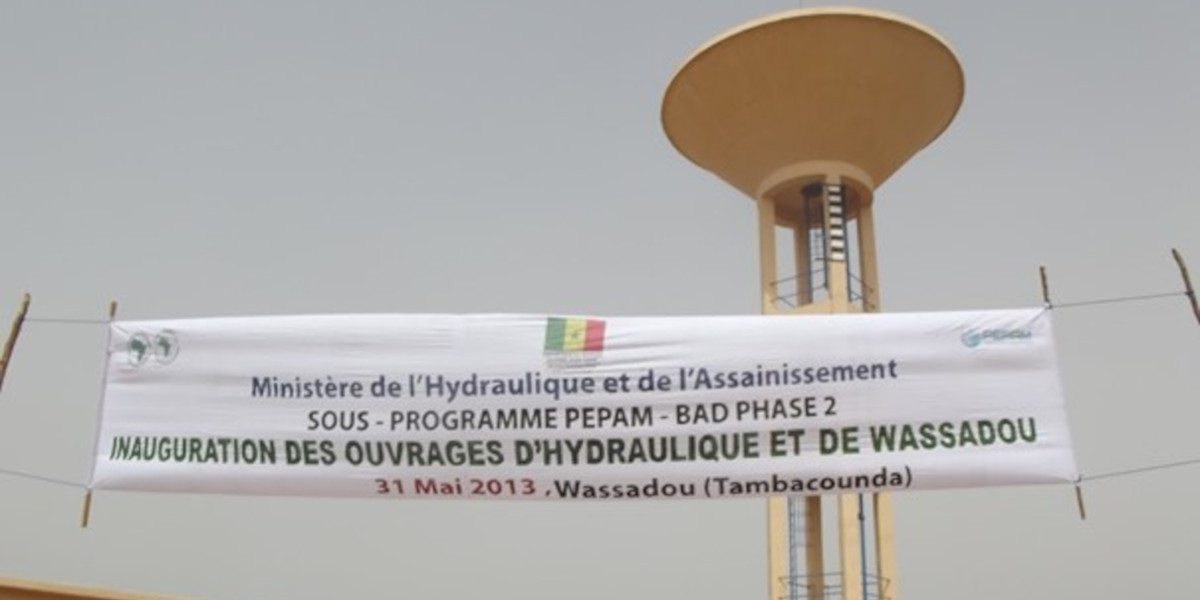 PEPAM
Ministère de l'Hydraulique et de l'Assainissement
SOUS - PROGRAMME PEPAM - BAD PHASE 2
INAUGURATION DES OUVRAGES D'HYDRAULIQUE ET DE WASSADOU
31 Mai 2013 , Wassadou (Tambacounda)